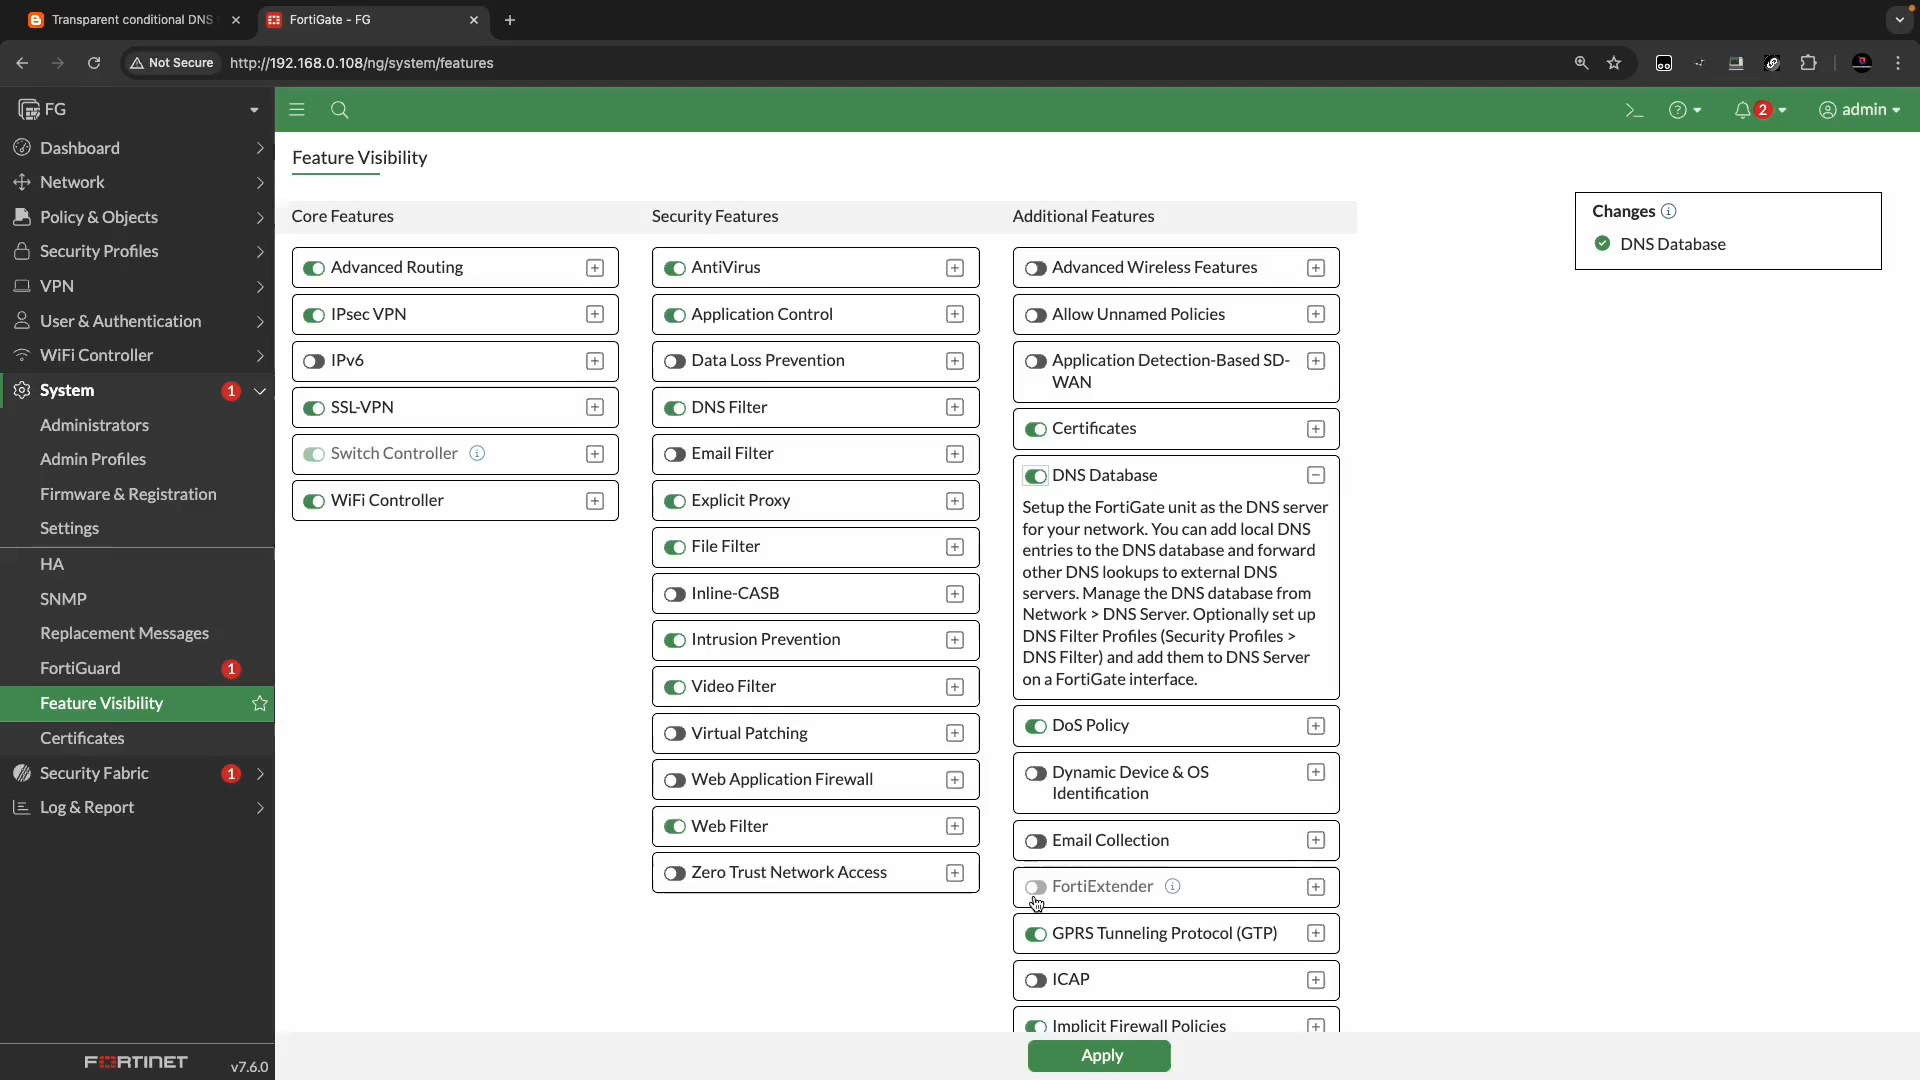 Transparent conditional DNS
FortiGate - FG
Not Secure
http://192.168.0.108/ng/system/features
FG
2
admin
Dashboard
Network
Policy & Objects
Security Profiles
VPN
User & Authentication
WiFi Controller
System 1
Administrators
Admin Profiles
Firmware & Registration
Settings
HA
SNMP
Replacement Messages
FortiGuard 1
Feature Visibility
Certificates
Security Fabric 1
Log & Report
FORTINET v7.6.0
Feature Visibility
Core Features
Advanced Routing
IPsec VPN
IPv6
SSL-VPN
Switch Controller
WiFi Controller
Security Features
AntiVirus
Application Control
Data Loss Prevention
DNS Filter
Email Filter
Explicit Proxy
File Filter
Inline-CASB
Intrusion Prevention
Video Filter
Virtual Patching
Web Application Firewall
Web Filter
Zero Trust Network Access
Additional Features
Advanced Wireless Features
Allow Unnamed Policies
Application Detection-Based SD-
WAN
Certificates
DNS Database
Setup the FortiGate unit as the DNS server
for your network. You can add local DNS
entries to the DNS database and forward
other DNS lookups to external DNS
servers. Manage the DNS database from
Network > DNS Server. Optionally set up
DNS Filter Profiles (Security Profiles >
DNS Filter) and add them to DNS Server
on a FortiGate interface.
DoS Policy
Dynamic Device & OS
Identification
Email Collection
FortiExtender
GPRS Tunneling Protocol (GTP)
ICAP
Implicit Firewall Policies
Changes
DNS Database
Apply